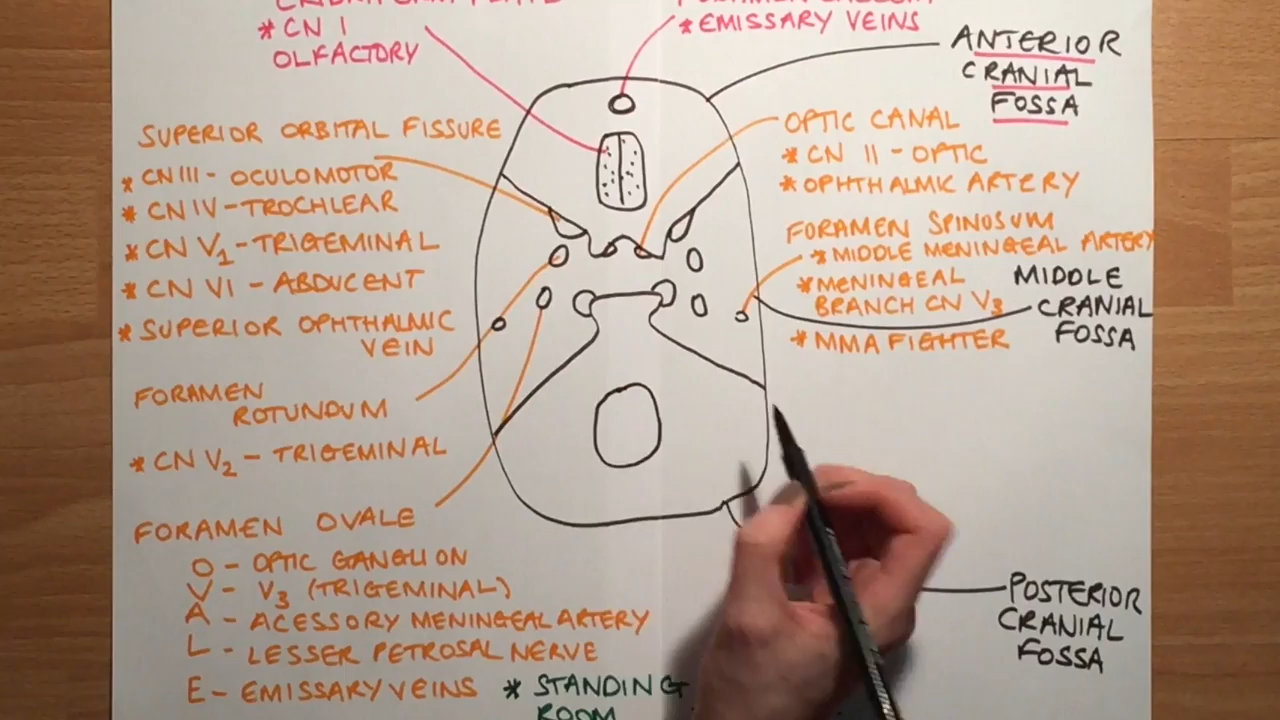 * CN I
OLFACTORY
* EMISSARY VEINS
ANTERIOR
CRANIAL
FOSSA
SUPERIOR ORBITAL FISSURE
* CN III - OCULOMOTOR
* CN IV - TROCHLEAR
* CN V1 - TRIGEMINAL
* CN VI - ABDUCENT
* SUPERIOR OPHTHALMIC
VEIN
FORAMEN
ROTUNDUM
* CN V2 - TRIGEMINAL
FORAMEN OVALE
O - OPTIC GANGLION
V - V3 (TRIGEMINAL)
A - ACESSORY MENINGEAL ARTERY
L - LESSER PETROSAL NERVE
E - EMISSARY VEINS
* STANDING
ROOM
OPTIC CANAL
* CN II - OPTIC
* OPHTHALMIC ARTERY
FORAMEN SPINOSUM
* MIDDLE MENINGEAL ARTERY
* MENINGEAL
BRANCH CN V3
* MMA FIGHTER
MIDDLE
CRANIAL
FOSSA
POSTERIOR
CRANIAL
FOSSA